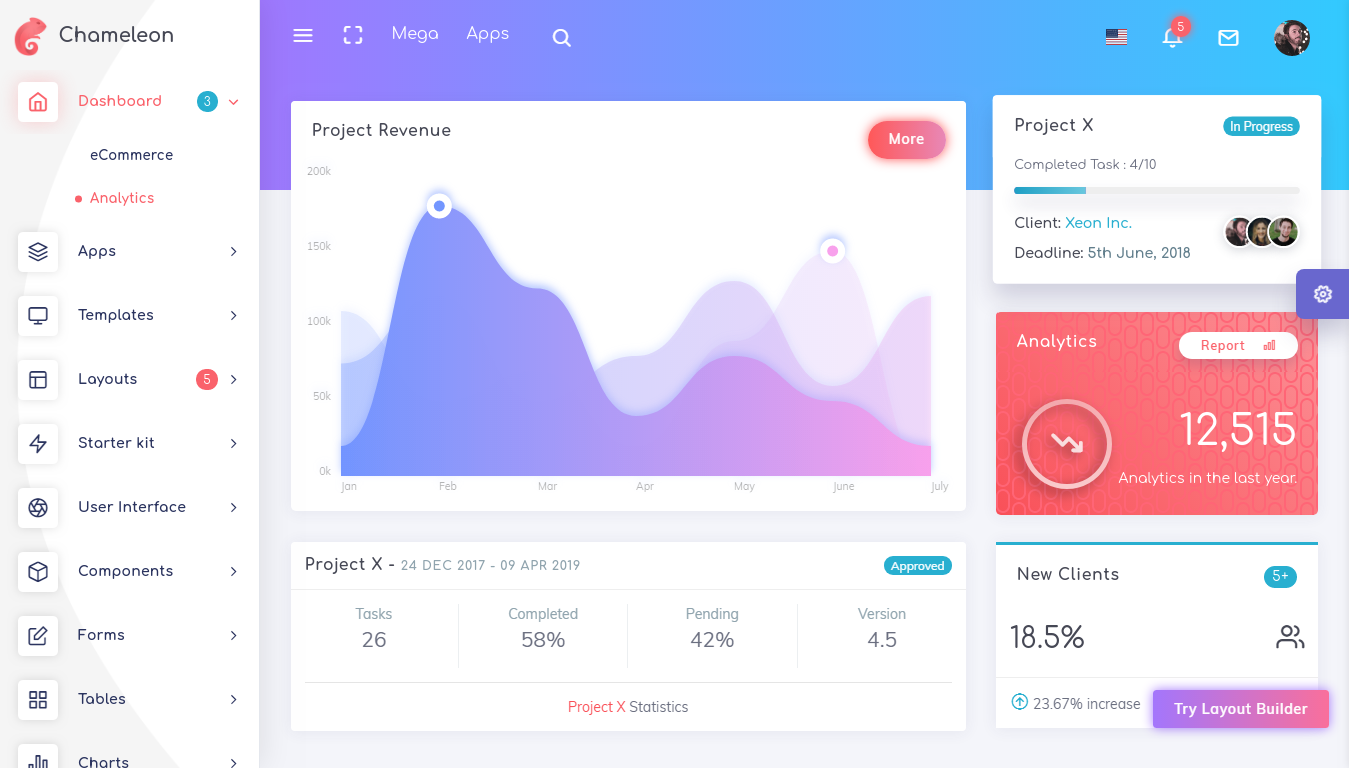 Chameleon
Mega Apps
5
Dashboard 3
eCommerce
Analytics
Apps
Templates
Layouts 5
Starter kit
User Interface
Components
Forms
Tables
Charts
Project Revenue
More
200k
150k
100k
50k
0k
Jan Feb Mar Apr May June July
Project X
In Progress
Completed Task : 4/10
Client: Xeon Inc.
Deadline: 5th June, 2018
Analytics
Report
12,515
Analytics in the last year.
Project X - 24 DEC 2017 - 09 APR 2019
Approved
Tasks Completed Pending Version
26 58% 42% 4.5
Project X Statistics
New Clients
5+
18.5%
23.67% increase
Try Layout Builder